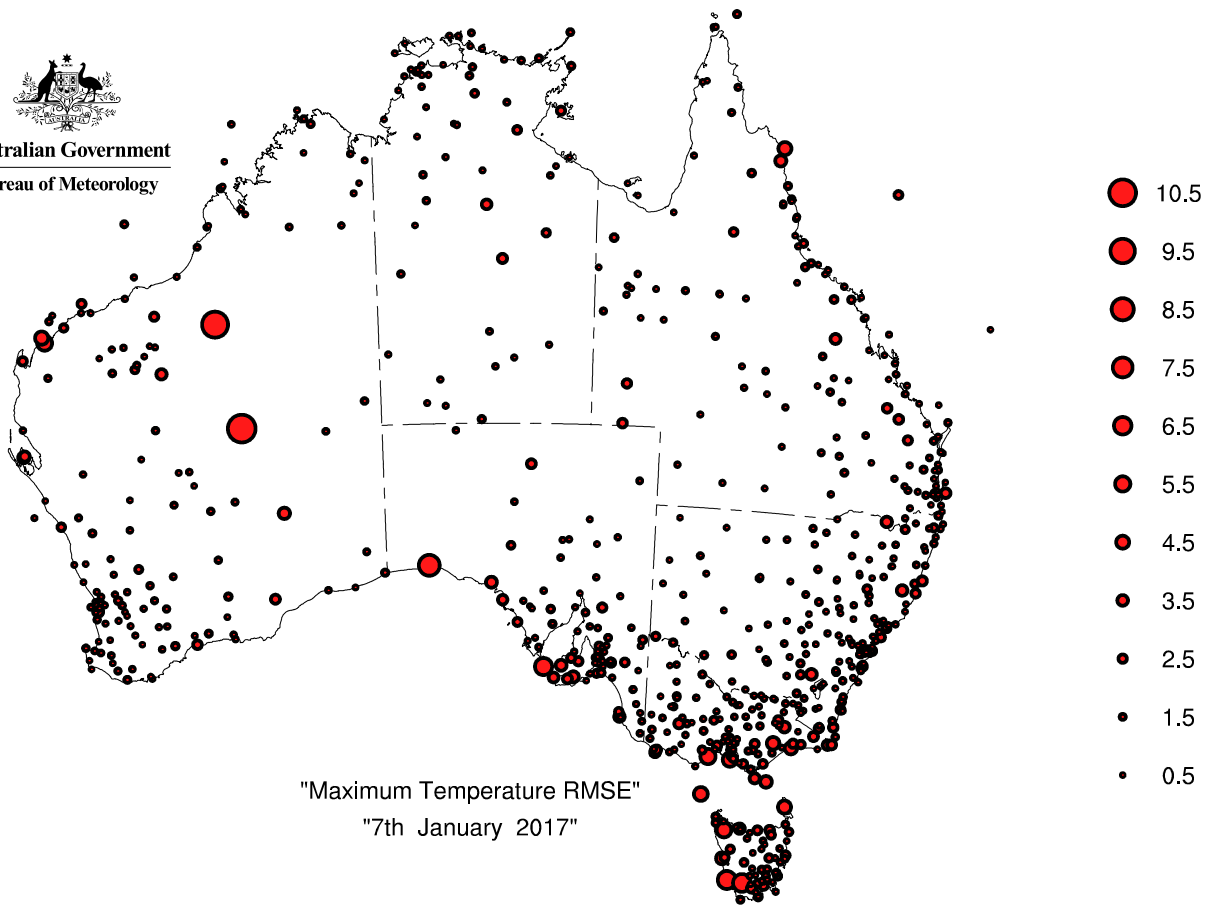 AUSTRALIA
tralian Government
reau of Meteorology
10.5
9.5
8.5
7.5
6.5
5.5
4.5
3.5
2.5
1.5
0.5
"Maximum Temperature RMSE"
"7th January 2017"